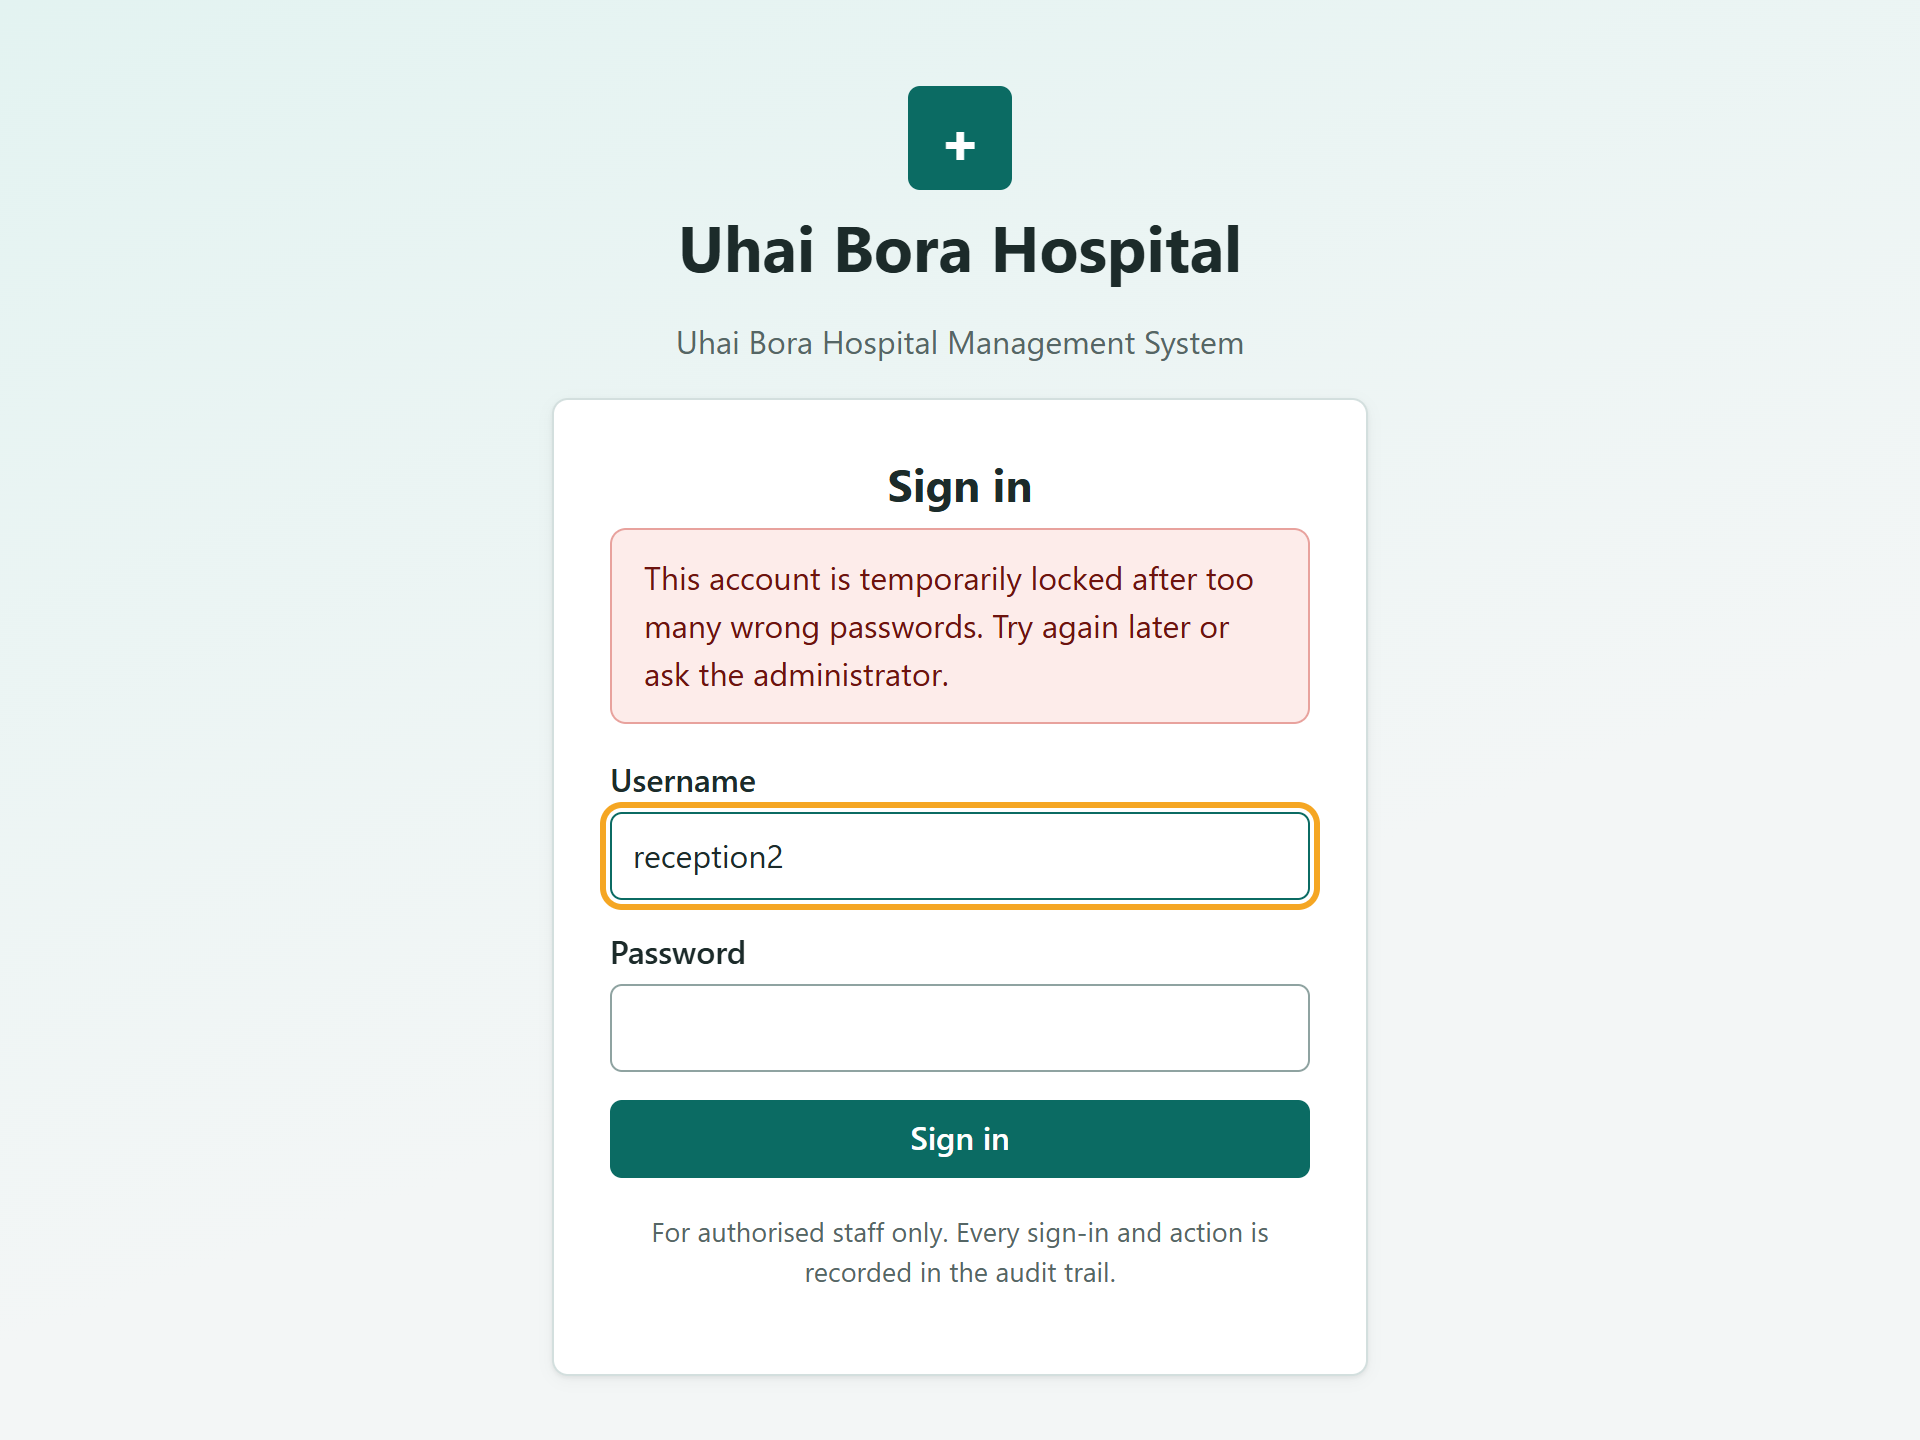 +
Uhai Bora Hospital
Uhai Bora Hospital Management System
Sign in
This account is temporarily locked after too
many wrong passwords. Try again later or
ask the administrator.
Username
reception2
Password
Sign in
For authorised staff only. Every sign-in and action is
recorded in the audit trail.